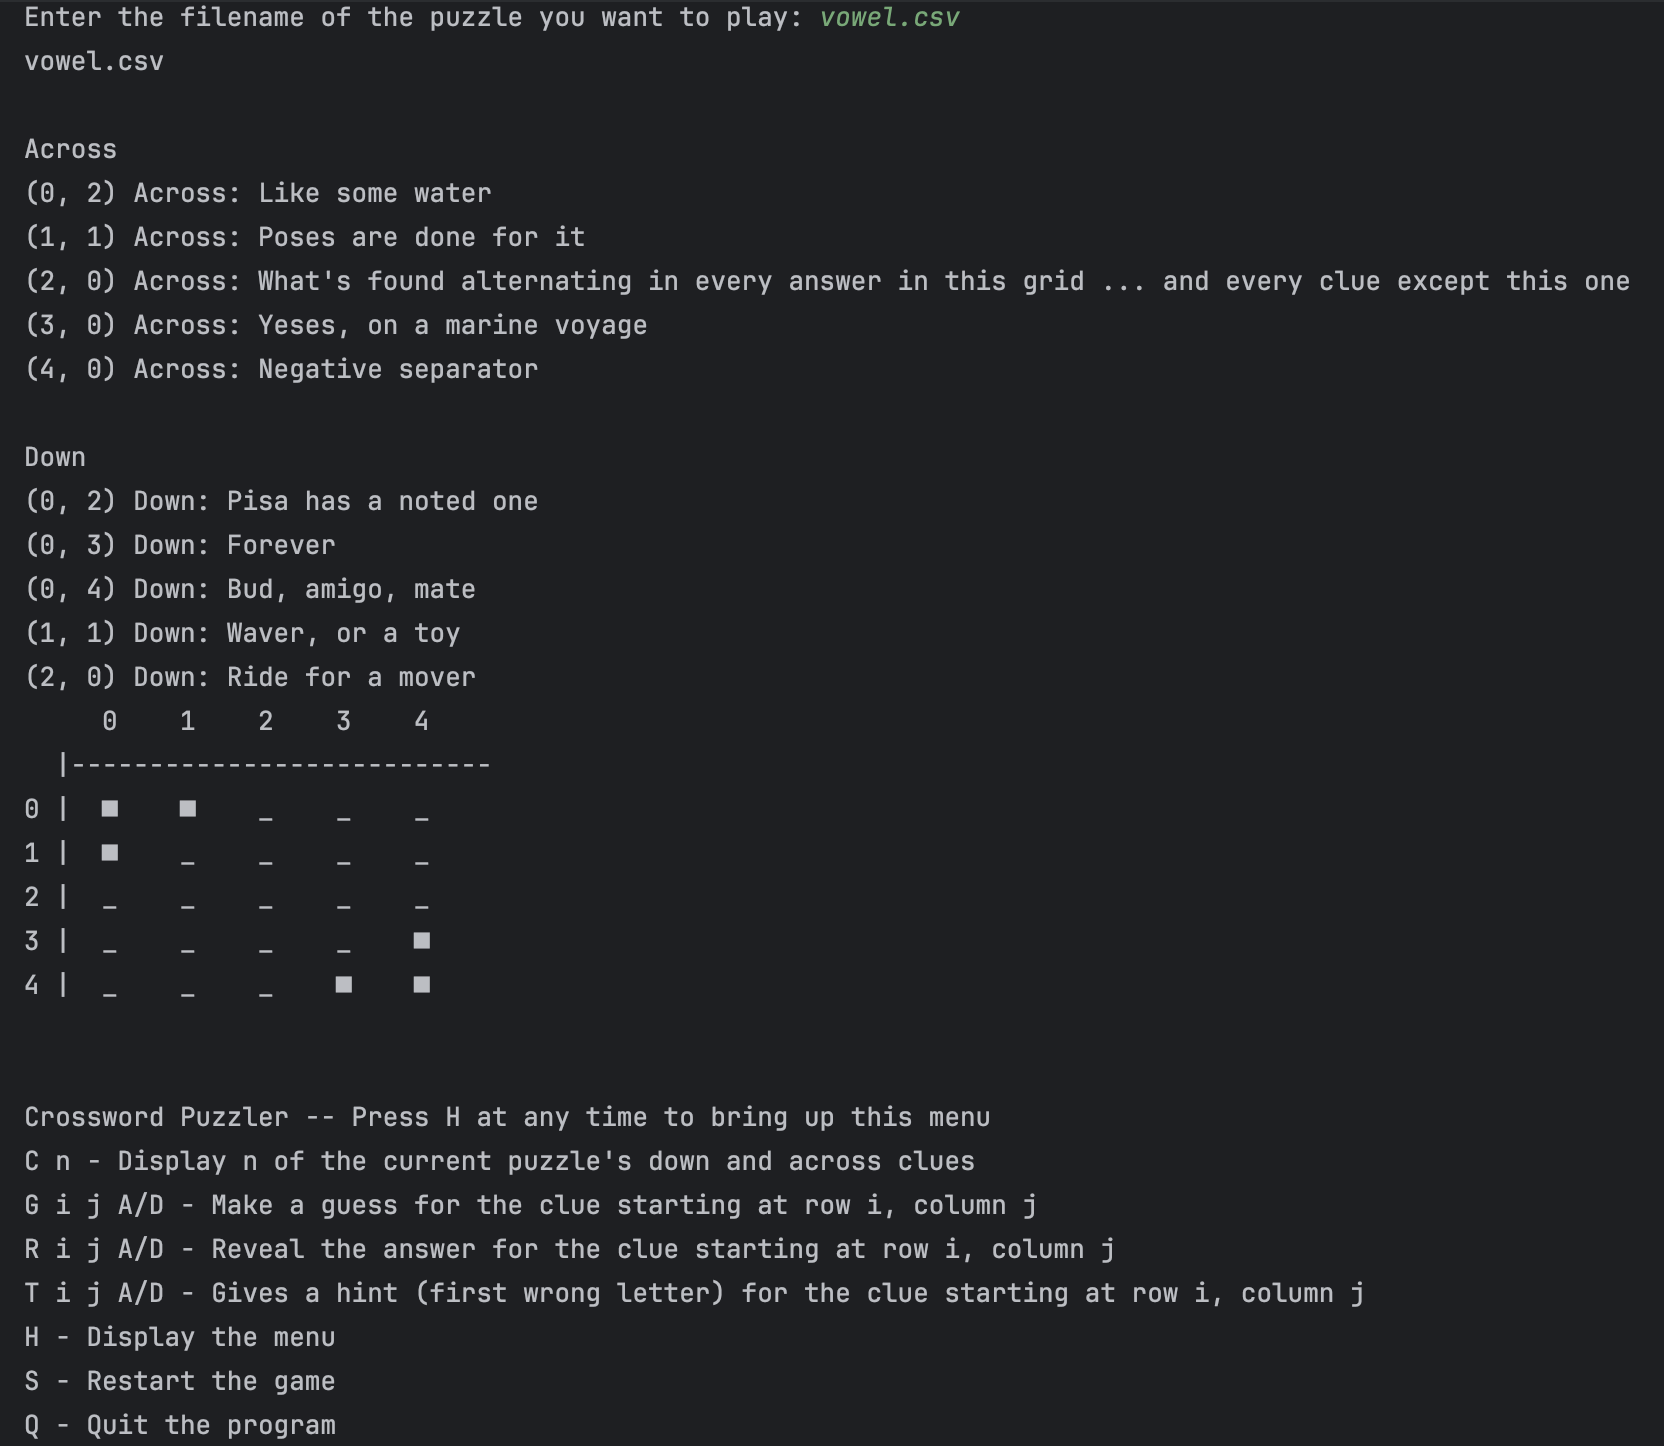 Enter the filename of the puzzle you want to play: vowel.csv
vowel.csv
Across
(0, 2) Across: Like some water
(1, 1) Across: Poses are done for it
(2, 0) Across: What's found alternating in every answer in this grid ... and every clue except this one
(3, 0) Across: Yeses, on a marine voyage
(4, 0) Across: Negative separator
Down
(0, 2) Down: Pisa has a noted one
(0, 3) Down: Forever
(0, 4) Down: Bud, amigo, mate
(1, 1) Down: Waver, or a toy
(2, 0) Down: Ride for a mover
0 1 2 3 4
|---------------------------
0 | ■ ■ _ _ _
1 | ■ _ _ _ _
2 | _ _ _ _ _
3 | _ _ _ _ ■
4 | _ _ _ ■ ■
Crossword Puzzler -- Press H at any time to bring up this menu
C n - Display n of the current puzzle's down and across clues
G i j A/D - Make a guess for the clue starting at row i, column j
R i j A/D - Reveal the answer for the clue starting at row i, column j
T i j A/D - Gives a hint (first wrong letter) for the clue starting at row i, column j
H - Display the menu
S - Restart the game
Q - Quit the program